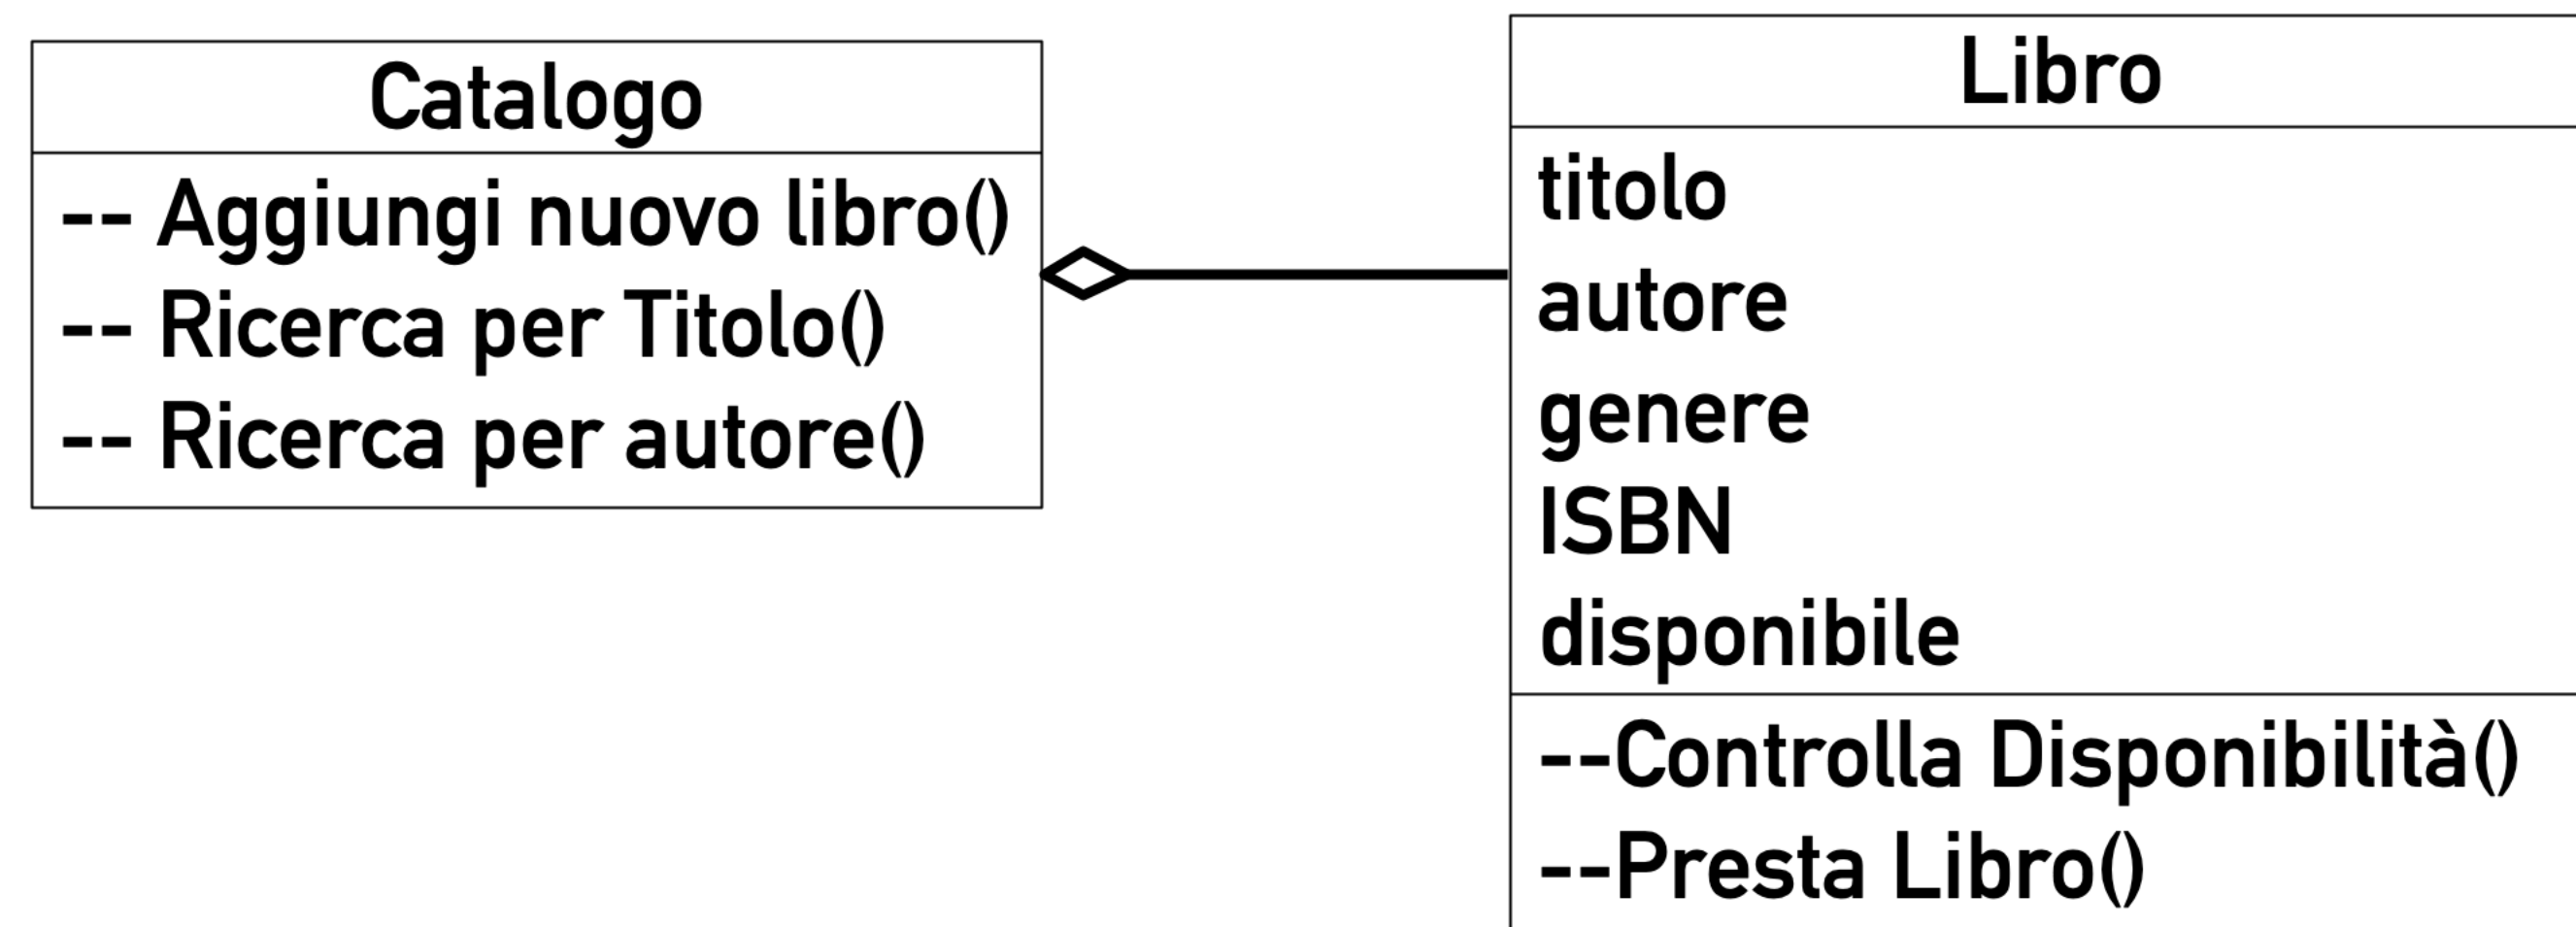 Catalogo
-- Aggiungi nuovo libro()
-- Ricerca per Titolo()
-- Ricerca per autore()
Libro
titolo
autore
genere
ISBN
disponibile
--Controlla Disponibilità()
--Presta Libro()